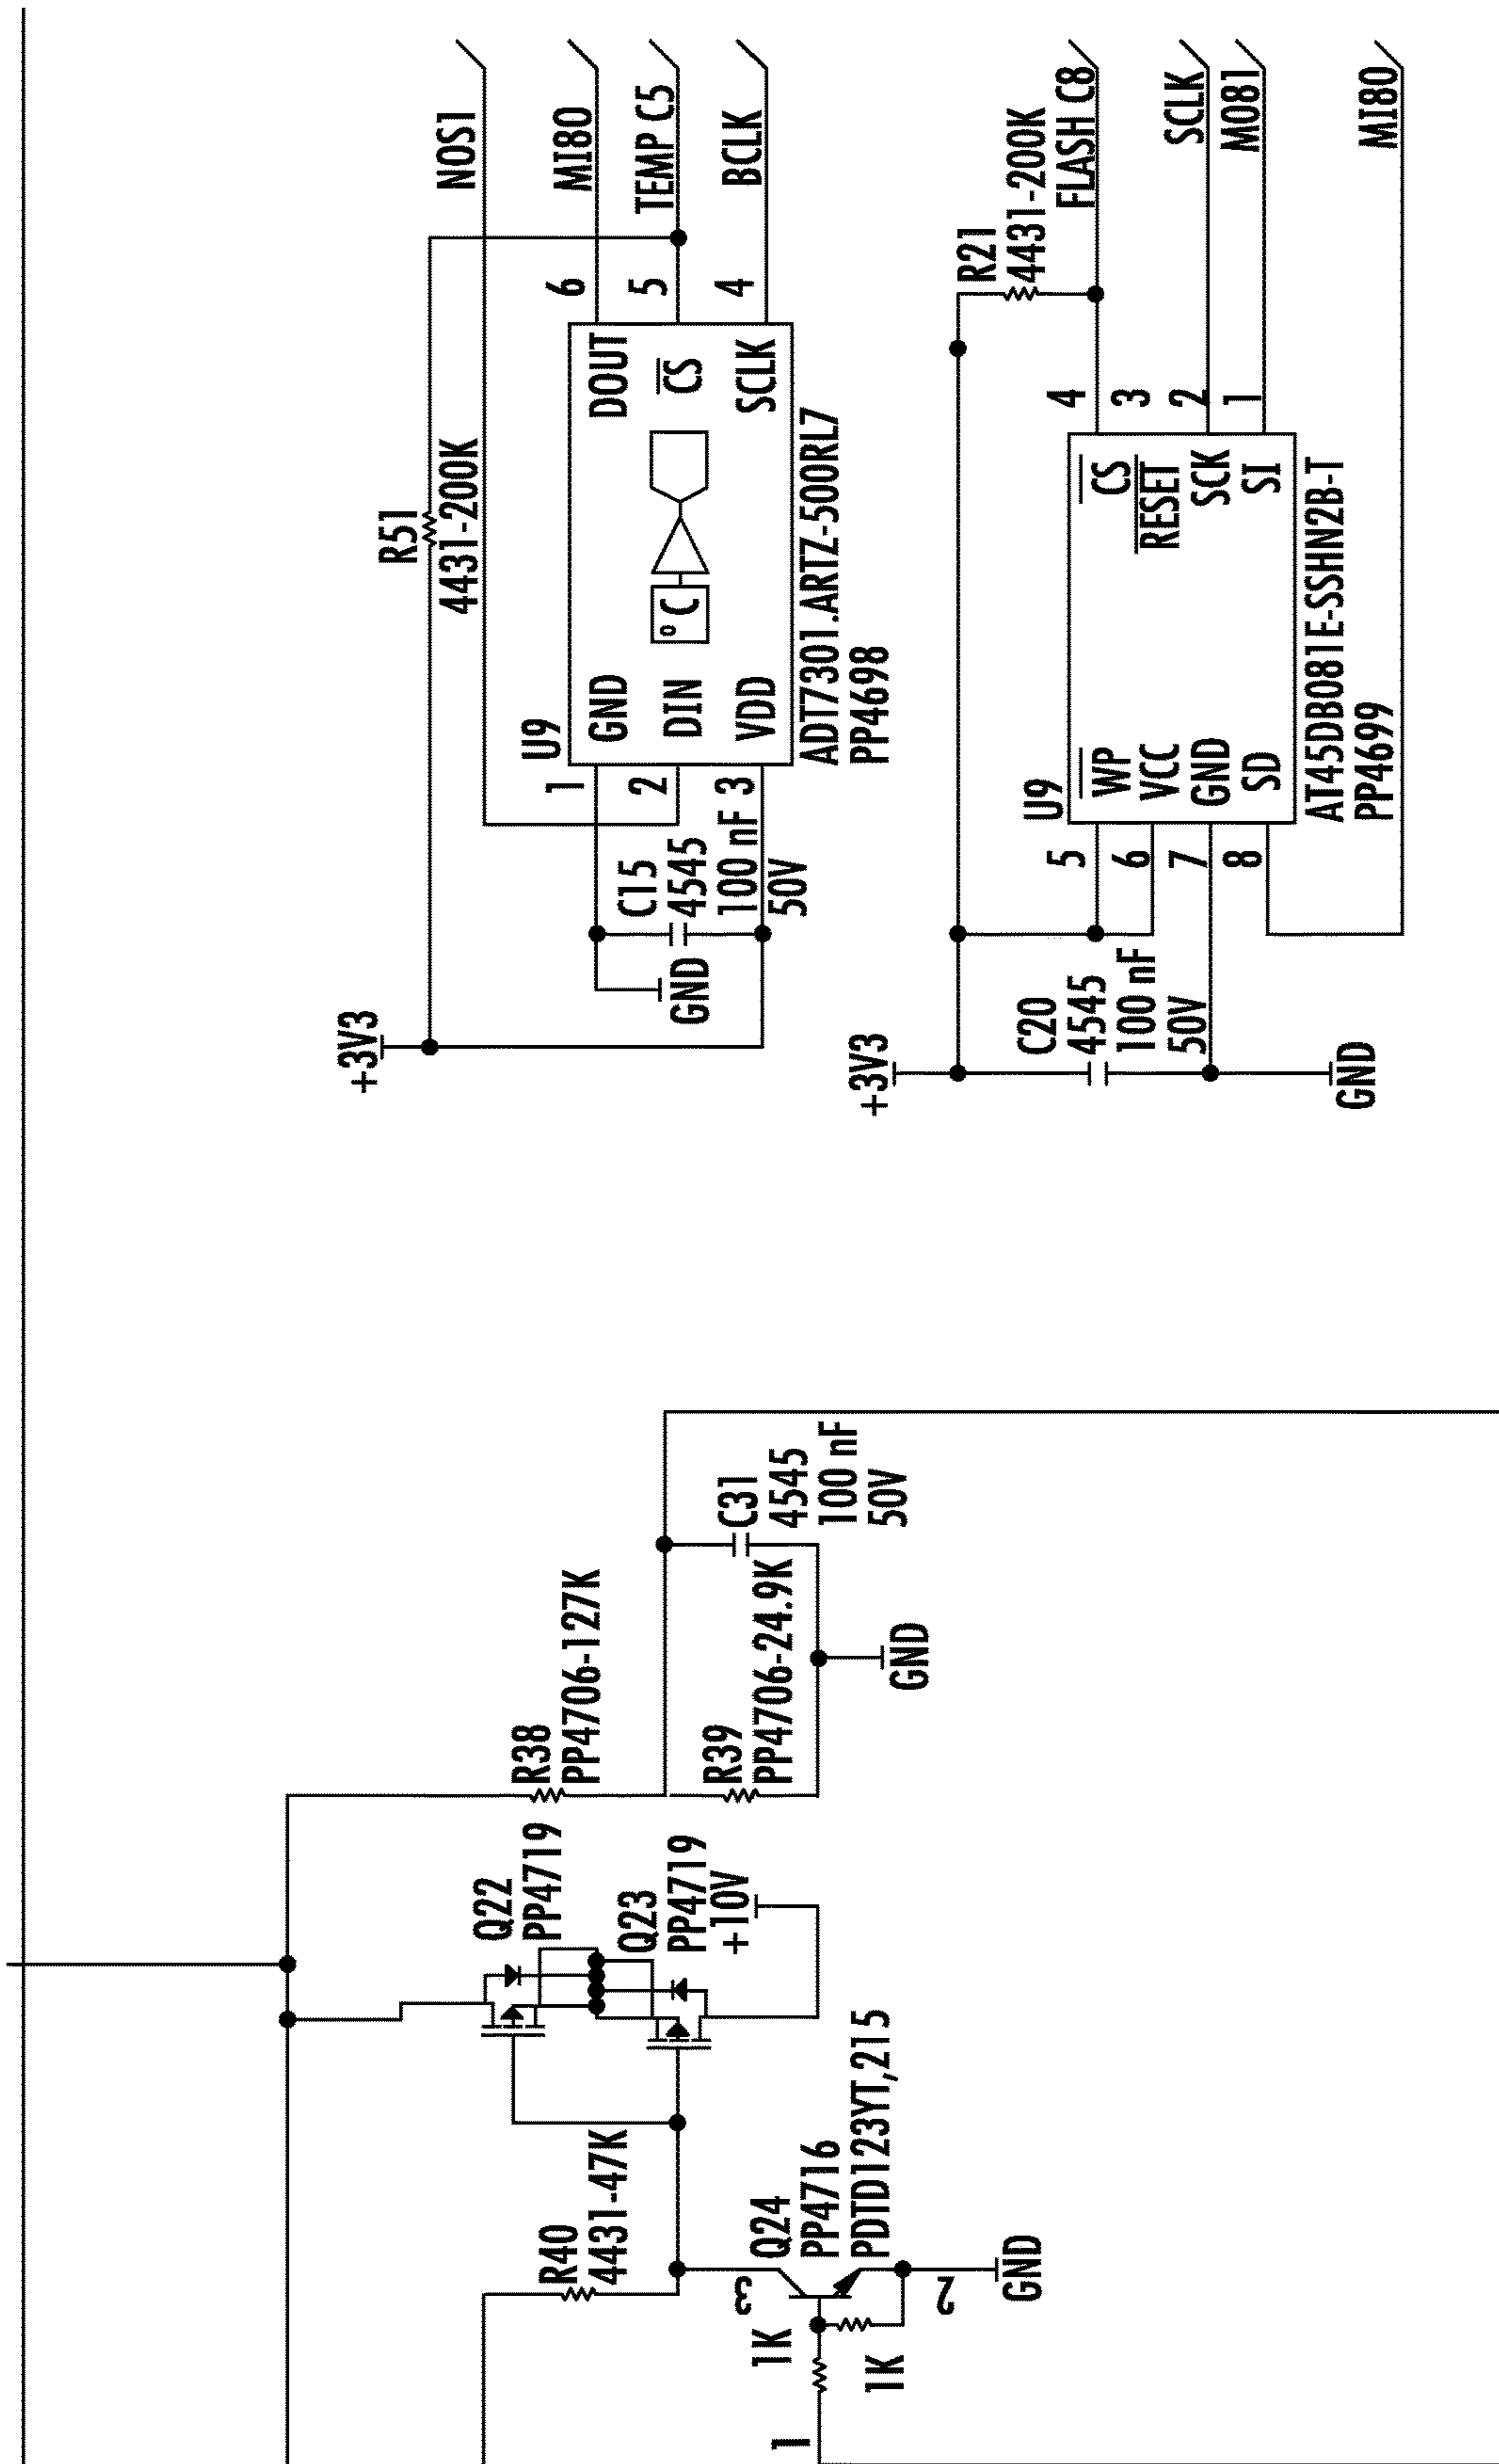 +3V3
R51
4431-200K
NOS1
MI80
TEMP C5
BCLK
U9
1
2
3
GND
DIN
VDD
°C
DOUT
CS
SCLK
6
5
4
ADT7301.ARTZ-500RL7
PP4698
C15
4545
100 nF
50V
GND
+3V3
R21
4431-200K
FLASH C8
SCLK
M081
MI80
U9
5
6
7
8
WP
VCC
GND
SD
CS
RESET
SCK
SI
4
3
2
1
AT45DB081E-SSHN2B-T
PP4699
C20
4545
100 nF
50V
GND
R38
PP4706-127K
R39
PP4706-24.9K
C31
4545
100 nF
50V
GND
Q22
PP4719
Q23
PP4719
+10V
R40
4431-47K
Q24
PP4716
PDTD123YT,215
3
2
1K
1K
1
GND